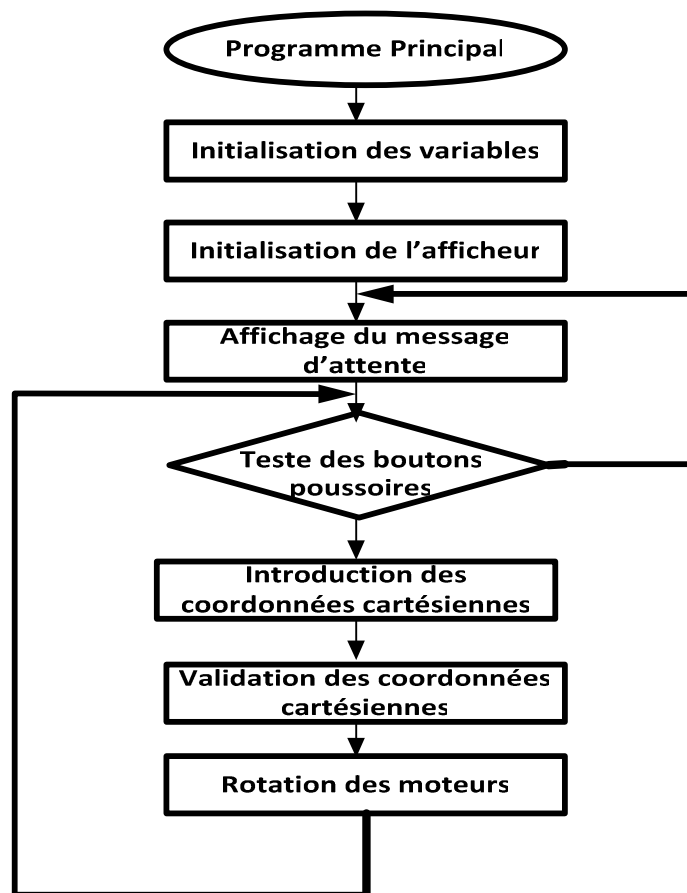 Programme Principal
Initialisation des variables
Initialisation de l’afficheur
Affichage du message
d’attente
Teste des boutons
poussoires
Introduction des
coordonnées cartésiennes
Validation des coordonnées
cartésiennes
Rotation des moteurs